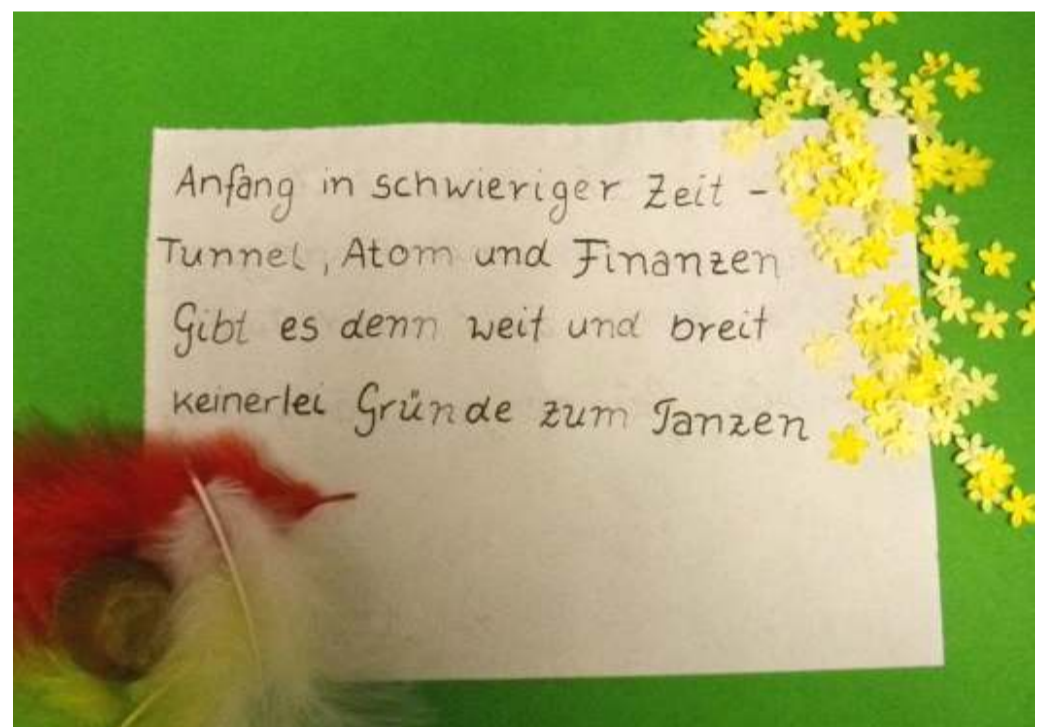 Anfang in schwieriger Zeit -
Tunnel, Atom und Finanzen
Gibt es denn weit und breit
keinerlei Gründe zum Tanzen